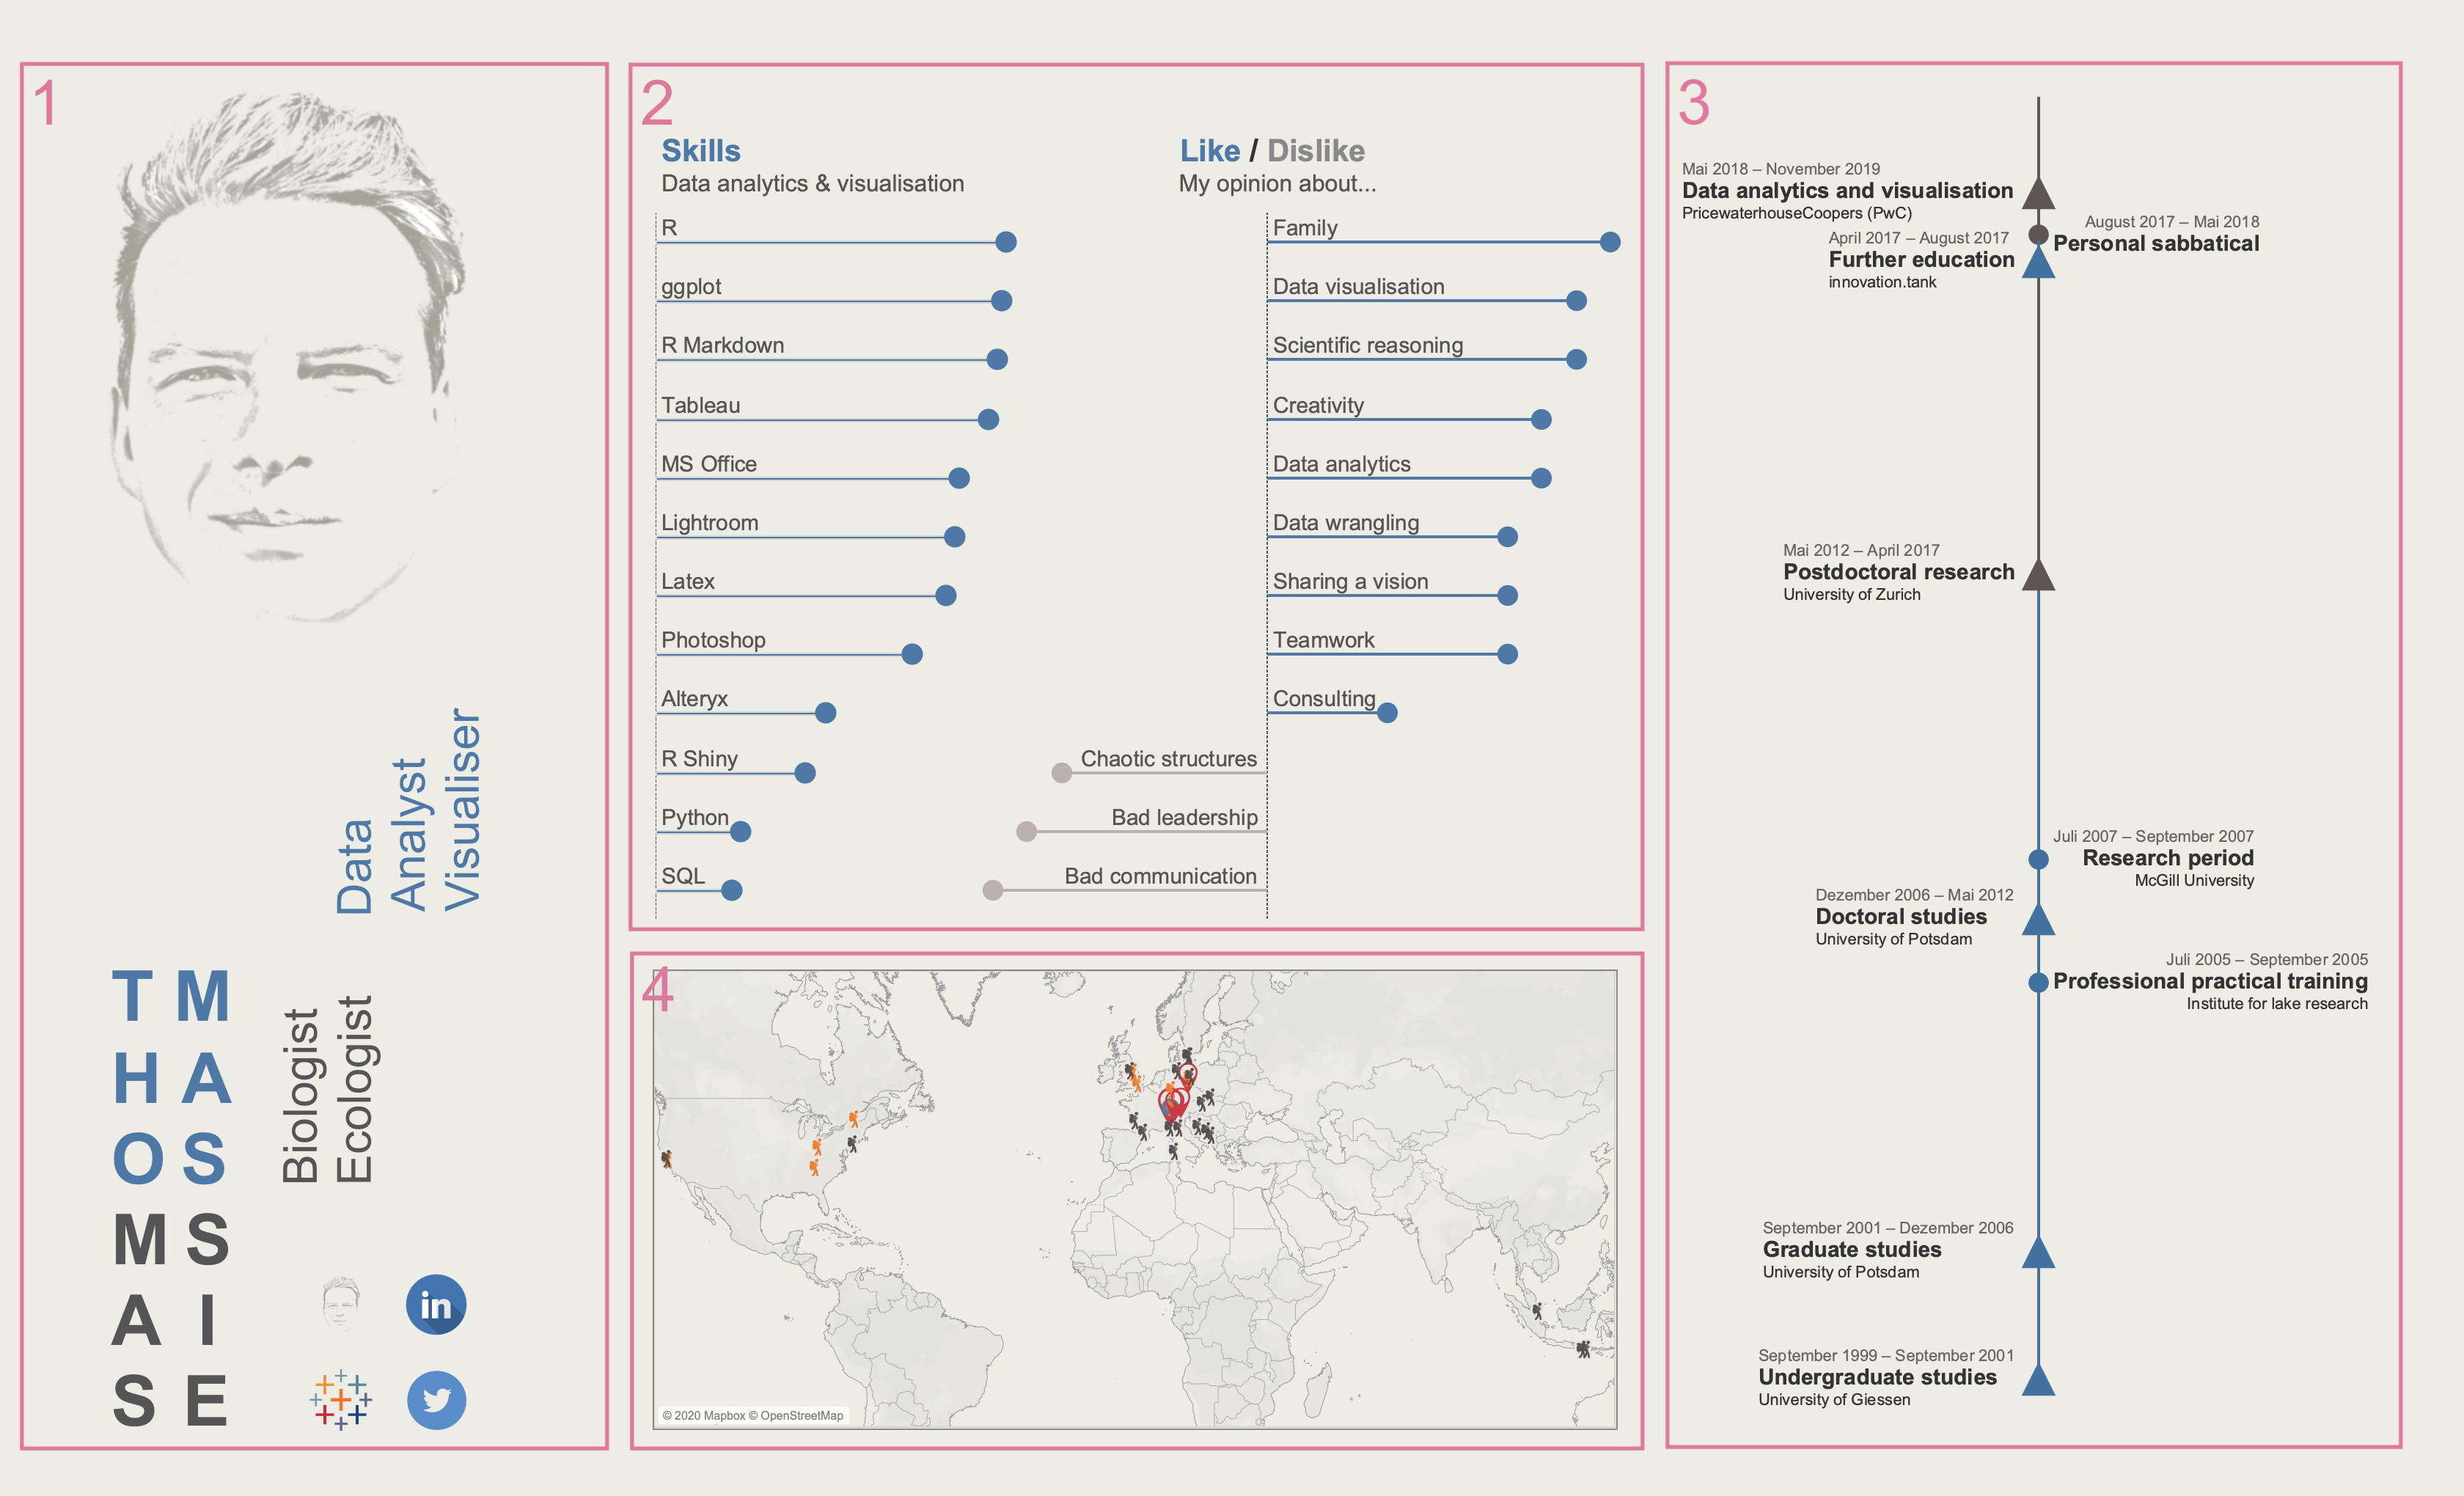 1
Data
Analyst
Visualiser
Biologist
Ecologist
T M
H A
O S
M S
A I
S E
in
2
Skills
Data analytics & visualisation
R
ggplot
R Markdown
Tableau
MS Office
Lightroom
Latex
Photoshop
Alteryx
R Shiny
Python
SQL
Like / Dislike
My opinion about...
Family
Data visualisation
Scientific reasoning
Creativity
Data analytics
Data wrangling
Sharing a vision
Teamwork
Consulting
Chaotic structures
Bad leadership
Bad communication
4
© 2020 Mapbox © OpenStreetMap
3
Mai 2018 – November 2019
Data analytics and visualisation
PricewaterhouseCoopers (PwC)
August 2017 – Mai 2018
Personal sabbatical
April 2017 – August 2017
Further education
innovation.tank
Mai 2012 – April 2017
Postdoctoral research
University of Zurich
Juli 2007 – September 2007
Research period
McGill University
Dezember 2006 – Mai 2012
Doctoral studies
University of Potsdam
Juli 2005 – September 2005
Professional practical training
Institute for lake research
September 2001 – Dezember 2006
Graduate studies
University of Potsdam
September 1999 – September 2001
Undergraduate studies
University of Giessen